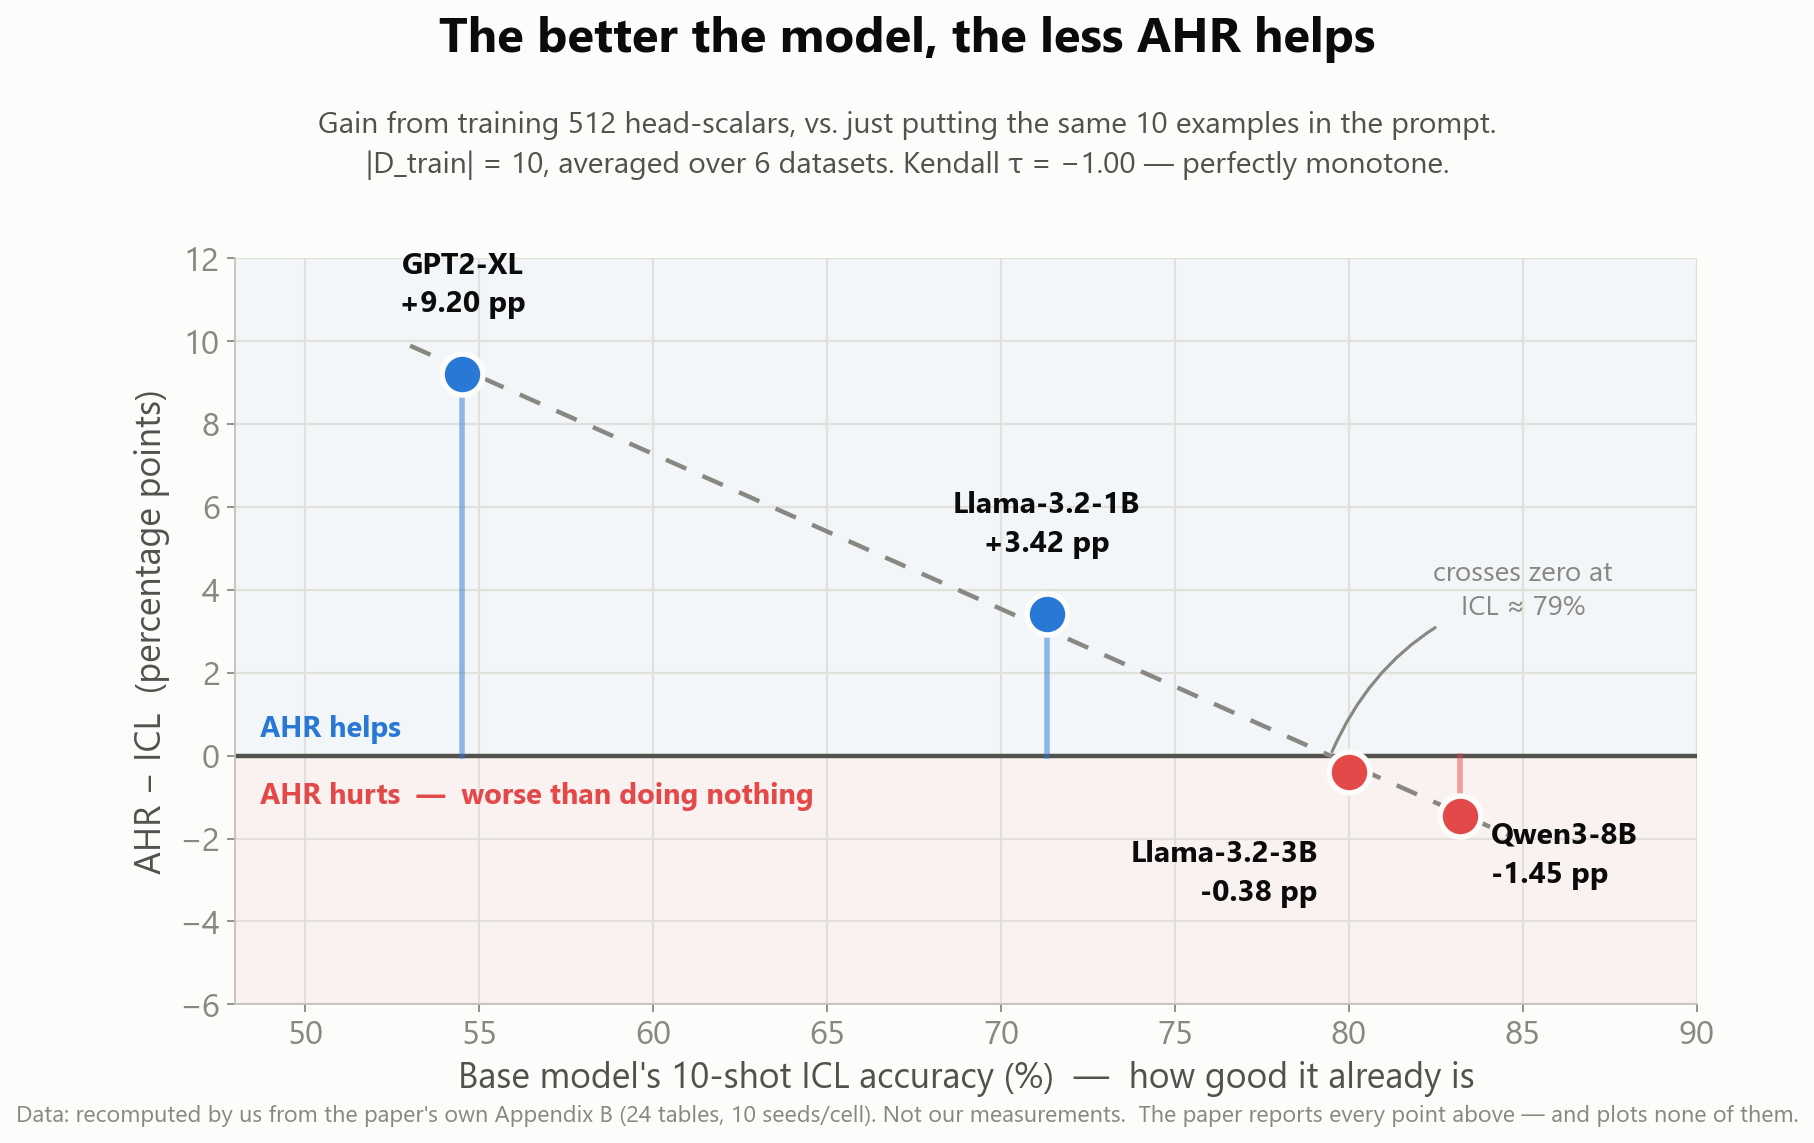 The better the model, the less AHR helps
Gain from training 512 head-scalars, vs. just putting the same 10 examples in the prompt.
|D_train| = 10, averaged over 6 datasets. Kendall τ = −1.00 — perfectly monotone.
12
10
8
6
4
2
0
−2
−4
−6
AHR − ICL (percentage points)
GPT2-XL
+9.20 pp
Llama-3.2-1B
+3.42 pp
crosses zero at
ICL ≈ 79%
AHR helps
AHR hurts — worse than doing nothing
Llama-3.2-3B
-0.38 pp
Qwen3-8B
-1.45 pp
50 55 60 65 70 75 80 85 90
Base model's 10-shot ICL accuracy (%) — how good it already is
Data: recomputed by us from the paper's own Appendix B (24 tables, 10 seeds/cell). Not our measurements. The paper reports every point above — and plots none of them.